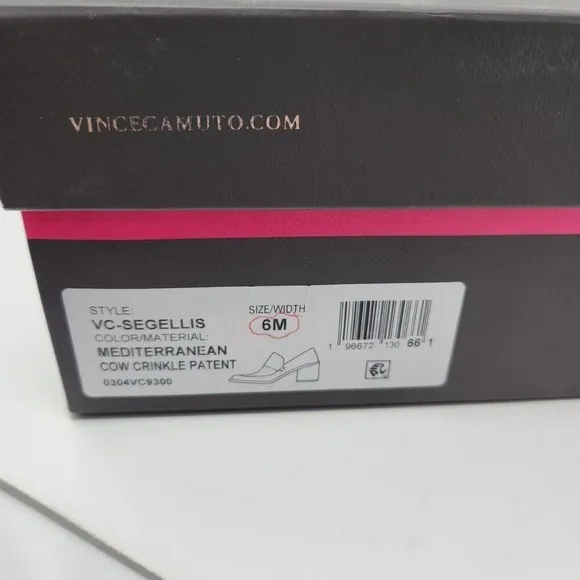 VINCECAMUTO.COM
STYLE:
VC-SEGELLIS
COLOR/MATERIAL:
MEDITERRANEAN
COW CRINKLE PATENT
0304VC9300
SIZE/WIDTH
6M
1 96672 130 66 1